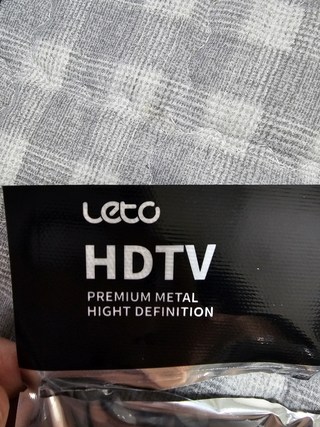 Leto
HDTV
PREMIUM METAL
HIGHT DEFINITION